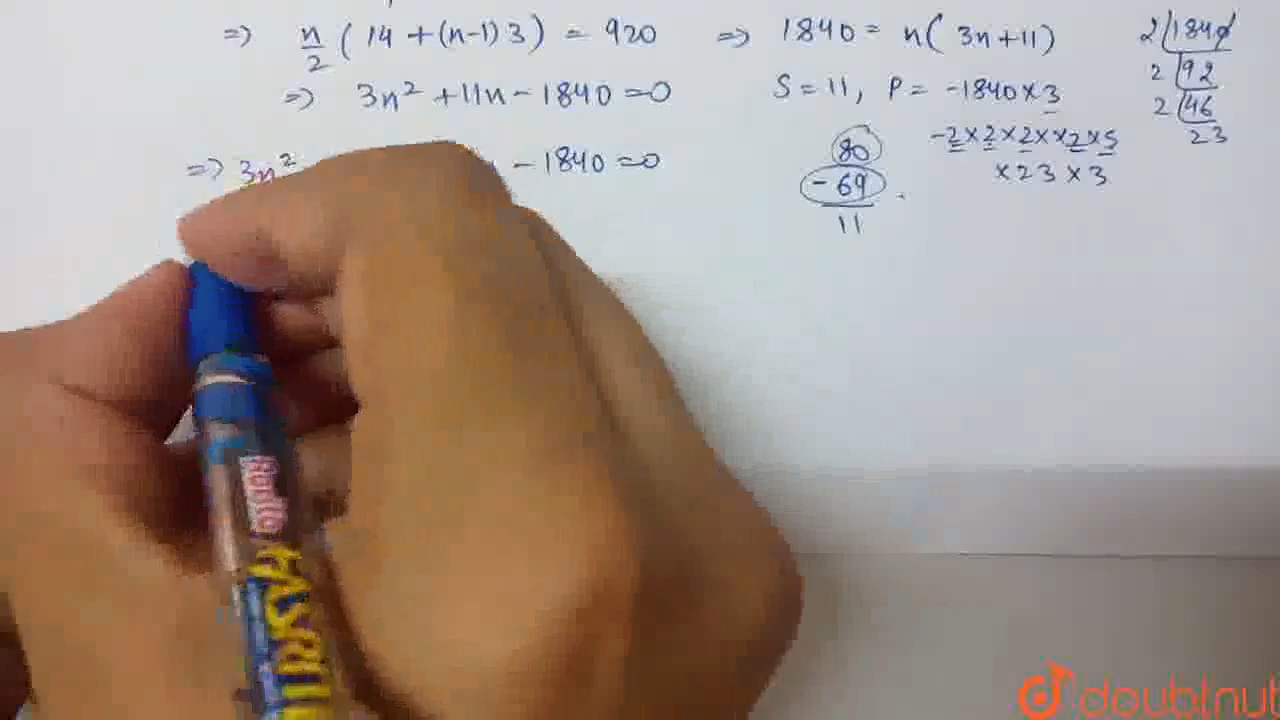 => n/2 ( 14 + (n-1) 3 ) = 920 => 1840 = n( 3n+11)
=> 3n² + 11n - 1840 = 0
=> 3n² n - 1840 = 0
S = 11, P = -1840 × 3
-2×2×2××2×5
×23×3
80
-69
11
2 1840
2 92
2 46
23
doubtnut